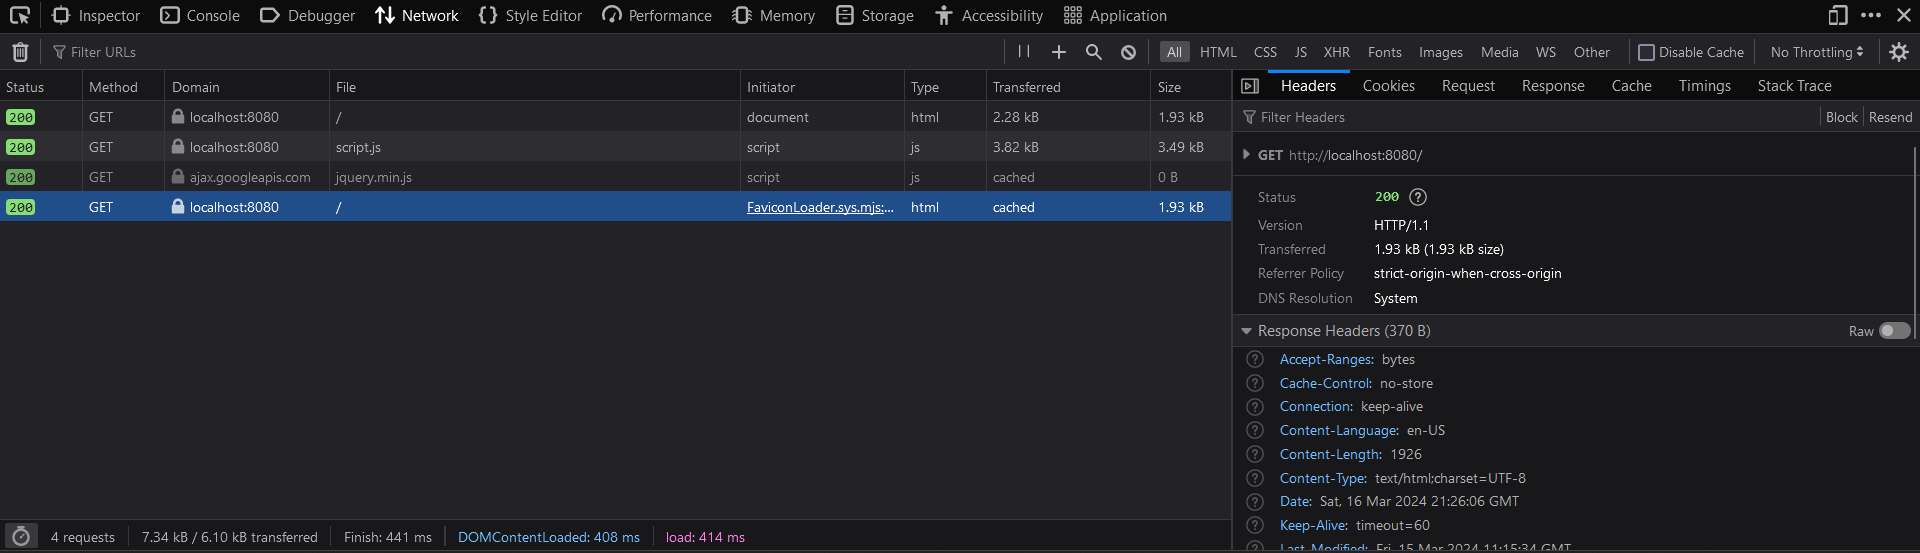 Inspector Console Debugger Network Style Editor Performance Memory Storage Accessibility Application
Filter URLs All HTML CSS JS XHR Fonts Images Media WS Other Disable Cache No Throttling
Status Method Domain File Initiator Type Transferred Size
200 GET localhost:8080 / document html 2.28 kB 1.93 kB
200 GET localhost:8080 script.js script js 3.82 kB 3.49 kB
200 GET ajax.googleapis.com jquery.min.js script js cached 0 B
200 GET localhost:8080 / FaviconLoader.sys.mjs:... html cached 1.93 kB
4 requests 7.34 kB / 6.10 kB transferred Finish: 441 ms DOMContentLoaded: 408 ms load: 414 ms
Headers Cookies Request Response Cache Timings Stack Trace
Filter Headers Block Resend
GET http://localhost:8080/
Status 200
Version HTTP/1.1
Transferred 1.93 kB (1.93 kB size)
Referrer Policy strict-origin-when-cross-origin
DNS Resolution System
Response Headers (370 B) Raw
Accept-Ranges: bytes
Cache-Control: no-store
Connection: keep-alive
Content-Language: en-US
Content-Length: 1926
Content-Type: text/html;charset=UTF-8
Date: Sat, 16 Mar 2024 21:26:06 GMT
Keep-Alive: timeout=60
Last-Modified: Fri, 15 Mar 2024 11:15:34 GMT